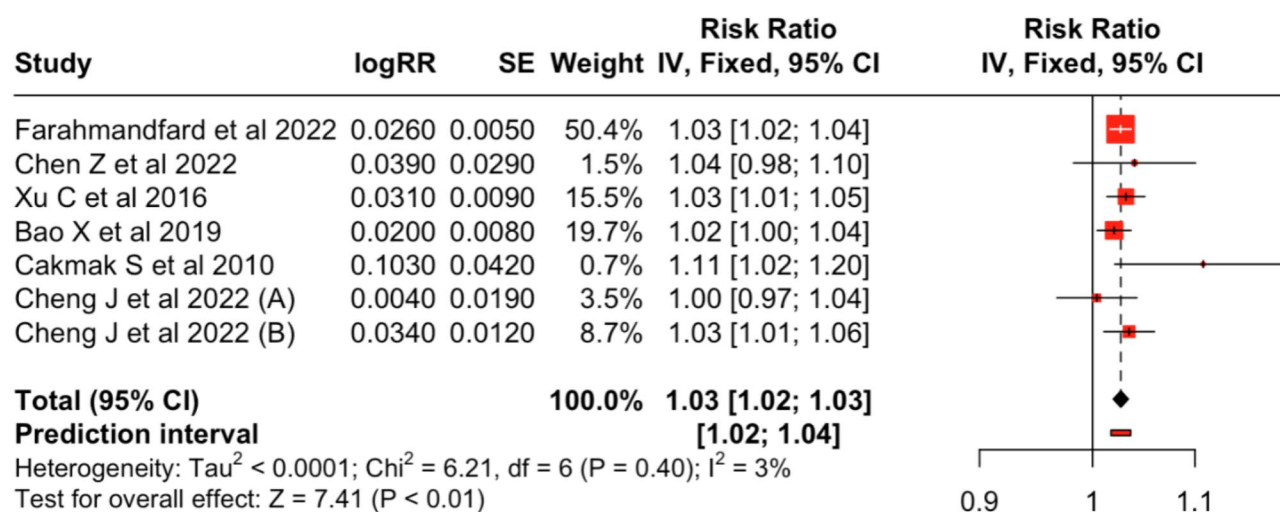 Risk Ratio Risk Ratio
Study logRR SE Weight IV, Fixed, 95% CI IV, Fixed, 95% CI
Farahmandfard et al 2022 0.0260 0.0050 50.4% 1.03 [1.02; 1.04]
Chen Z et al 2022 0.0390 0.0290 1.5% 1.04 [0.98; 1.10]
Xu C et al 2016 0.0310 0.0090 15.5% 1.03 [1.01; 1.05]
Bao X et al 2019 0.0200 0.0080 19.7% 1.02 [1.00; 1.04]
Cakmak S et al 2010 0.1030 0.0420 0.7% 1.11 [1.02; 1.20]
Cheng J et al 2022 (A) 0.0040 0.0190 3.5% 1.00 [0.97; 1.04]
Cheng J et al 2022 (B) 0.0340 0.0120 8.7% 1.03 [1.01; 1.06]
Total (95% CI) 100.0% 1.03 [1.02; 1.03]
Prediction interval [1.02; 1.04]
Heterogeneity: Tau² < 0.0001; Chi² = 6.21, df = 6 (P = 0.40); I² = 3%
Test for overall effect: Z = 7.41 (P < 0.01)
0.9 1 1.1